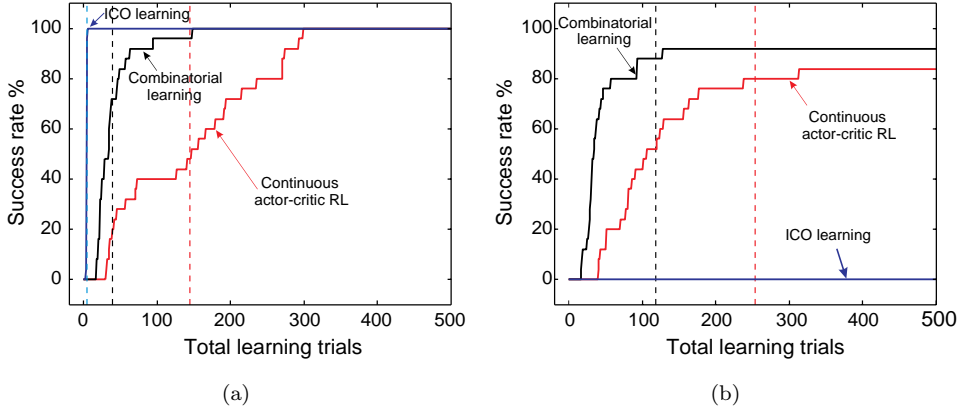 ICO learning
100
80
60
40
20
0
Success rate %
Combinatorial
learning
Continuous
actor-critic RL
0 100 200 300 400 500
Total learning trials
(a)
100
80
60
40
20
0
Success rate %
Combinatorial
learning
Continuous
actor-critic RL
ICO learning
0 100 200 300 400 500
Total learning trials
(b)